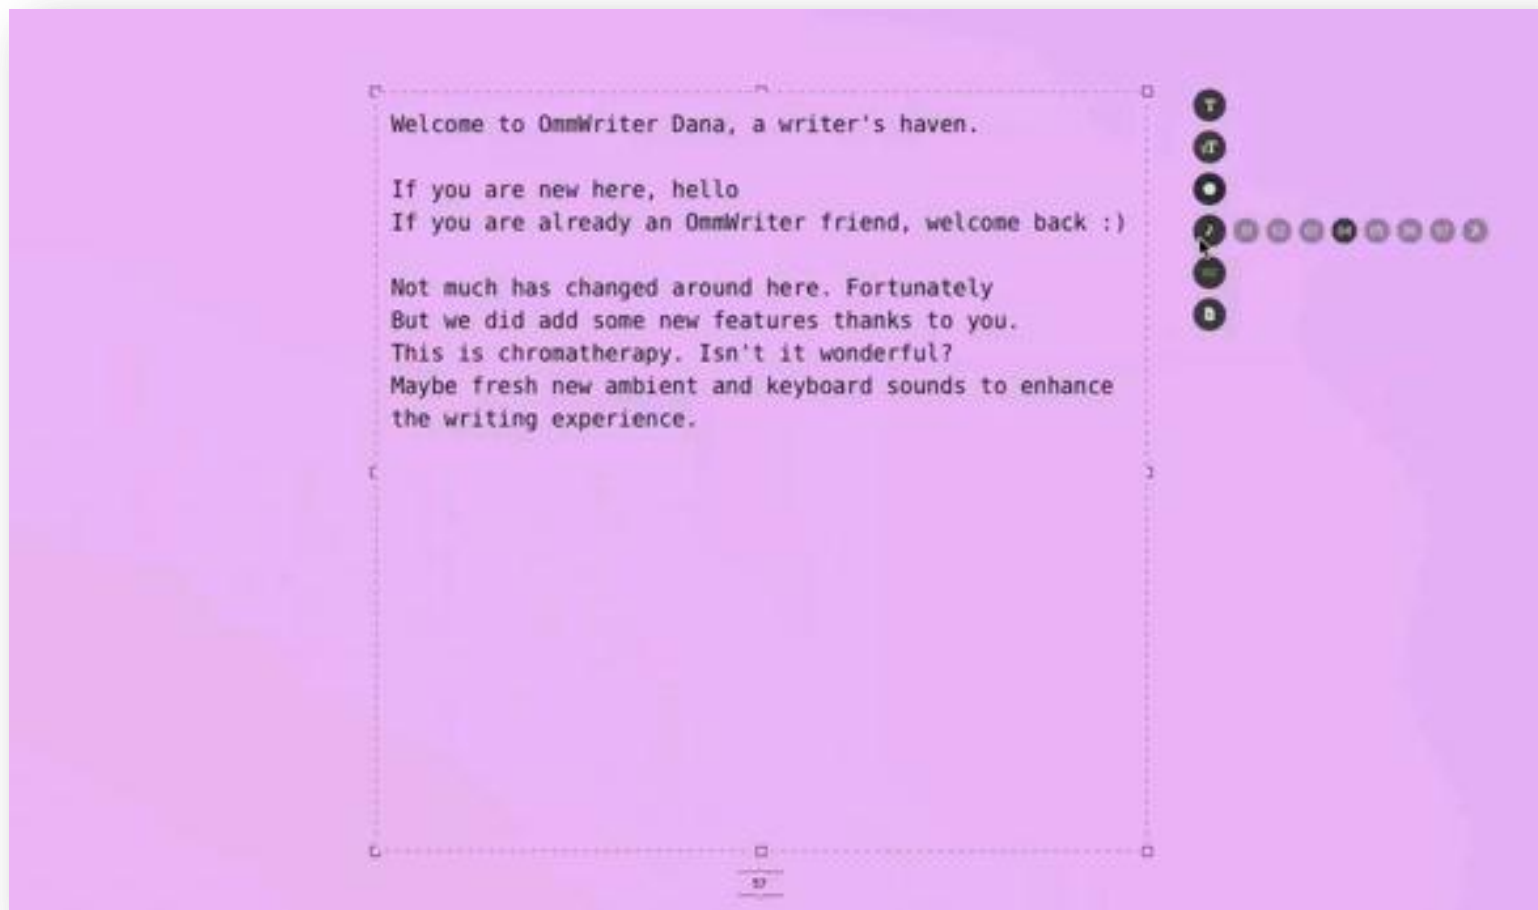 Welcome to OmmWriter Dana, a writer's haven.
If you are new here, hello
If you are already an OmmWriter friend, welcome back :)
Not much has changed around here. Fortunately
But we did add some new features thanks to you.
This is chromatherapy. Isn't it wonderful?
Maybe fresh new ambient and keyboard sounds to enhance
the writing experience.